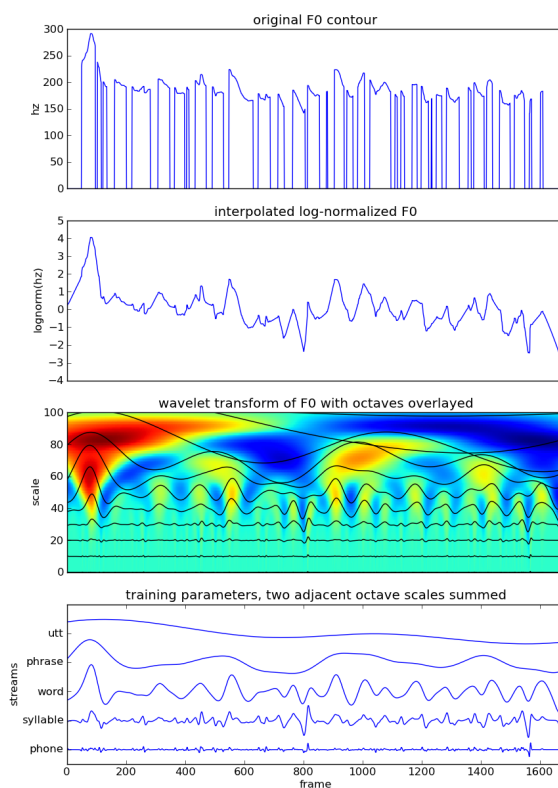 original F0 contour
300
250
200
150
100
50
0
hz
interpolated log-normalized F0
5
4
3
2
1
0
−1
−2
−3
−4
lognorm(hz)
wavelet transform of F0 with octaves overlayed
100
80
60
40
20
0
scale
training parameters, two adjacent octave scales summed
utt
phrase
word
syllable
phone
streams
0 200 400 600 800 1000 1200 1400 1600
frame